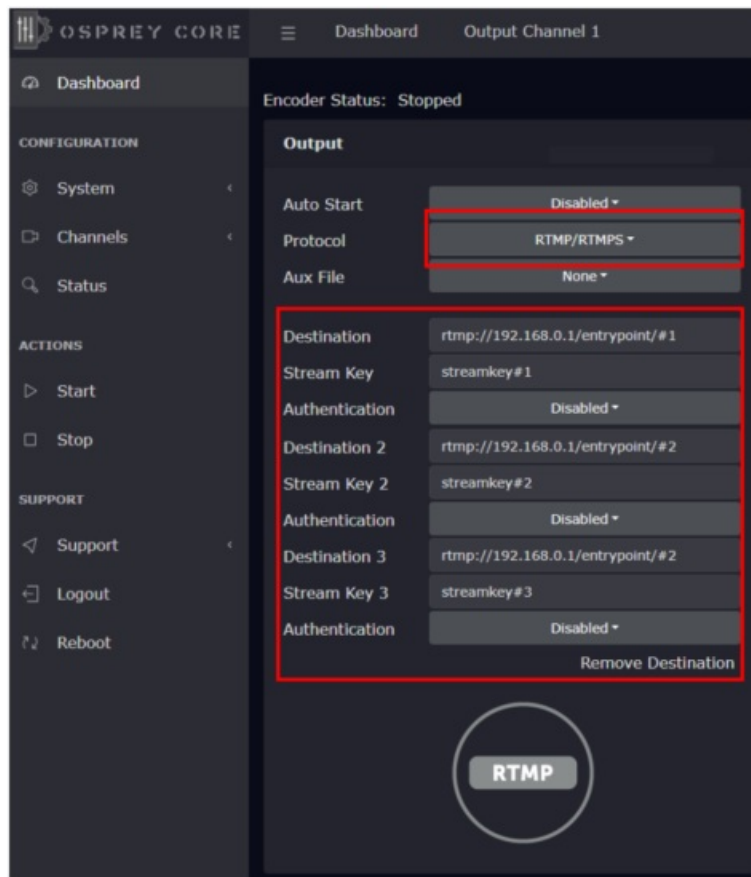 OSPREY CORE
Dashboard Output Channel 1
Dashboard
CONFIGURATION
System
Channels
Status
ACTIONS
Start
Stop
SUPPORT
Support
Logout
Reboot
Encoder Status: Stopped
Output
Auto Start Disabled
Protocol RTMP/RTMPS
Aux File None
Destination rtmp://192.168.0.1/entrypoint/#1
Stream Key streamkey#1
Authentication Disabled
Destination 2 rtmp://192.168.0.1/entrypoint/#2
Stream Key 2 streamkey#2
Authentication Disabled
Destination 3 rtmp://192.168.0.1/entrypoint/#2
Stream Key 3 streamkey#3
Authentication Disabled
Remove Destination
RTMP